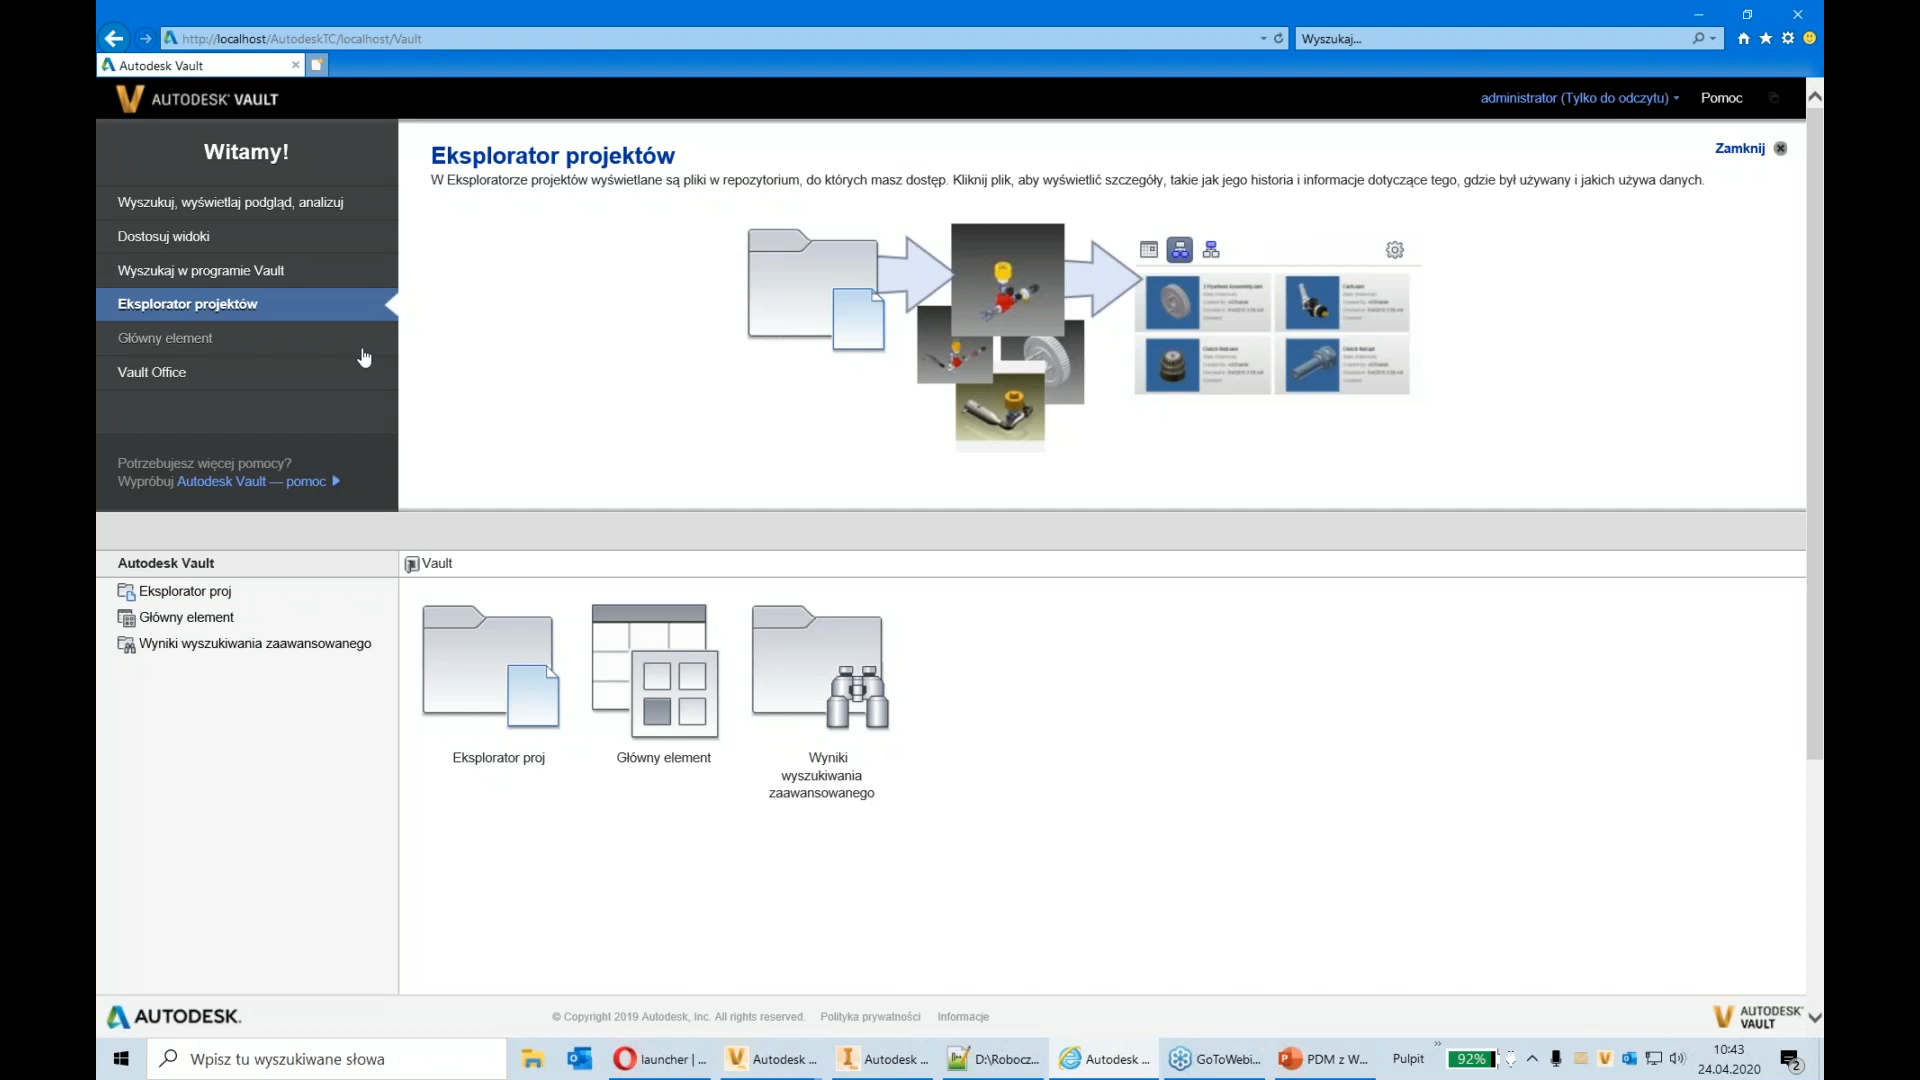 http://localhost/AutodeskTC/localhost/Vault
Wyszukaj...
Autodesk Vault
AUTODESK® VAULT
administrator (Tylko do odczytu)
Pomoc
Witamy!
Wyszukuj, wyświetlaj podgląd, analizuj
Dostosuj widoki
Wyszukaj w programie Vault
Eksplorator projektów
Główny element
Vault Office
Potrzebujesz więcej pomocy?
Wypróbuj Autodesk Vault — pomoc
Eksplorator projektów
Zamknij
W Eksploratorze projektów wyświetlane są pliki w repozytorium, do których masz dostęp. Kliknij plik, aby wyświetlić szczegóły, takie jak jego historia i informacje dotyczące tego, gdzie był używany i jakich używa danych.
Autodesk Vault
Eksplorator proj
Główny element
Wyniki wyszukiwania zaawansowanego
Vault
Eksplorator proj
Główny element
Wyniki
wyszukiwania
zaawansowanego
AUTODESK.
© Copyright 2019 Autodesk, Inc. All rights reserved.
Polityka prywatności
Informacje
AUTODESK®
VAULT
Wpisz tu wyszukiwane słowa
launcher | ...
Autodesk ...
Autodesk ...
D:\Robocz...
Autodesk ...
GoToWebi...
PDM z W...
Pulpit
92%
10:43
24.04.2020
2